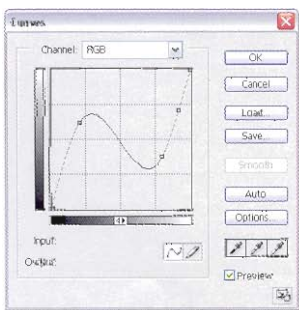 Curves
Channel: RGB
OK
Cancel
Load...
Save...
Smooth
Auto
Options...
Input:
Output:
Preview